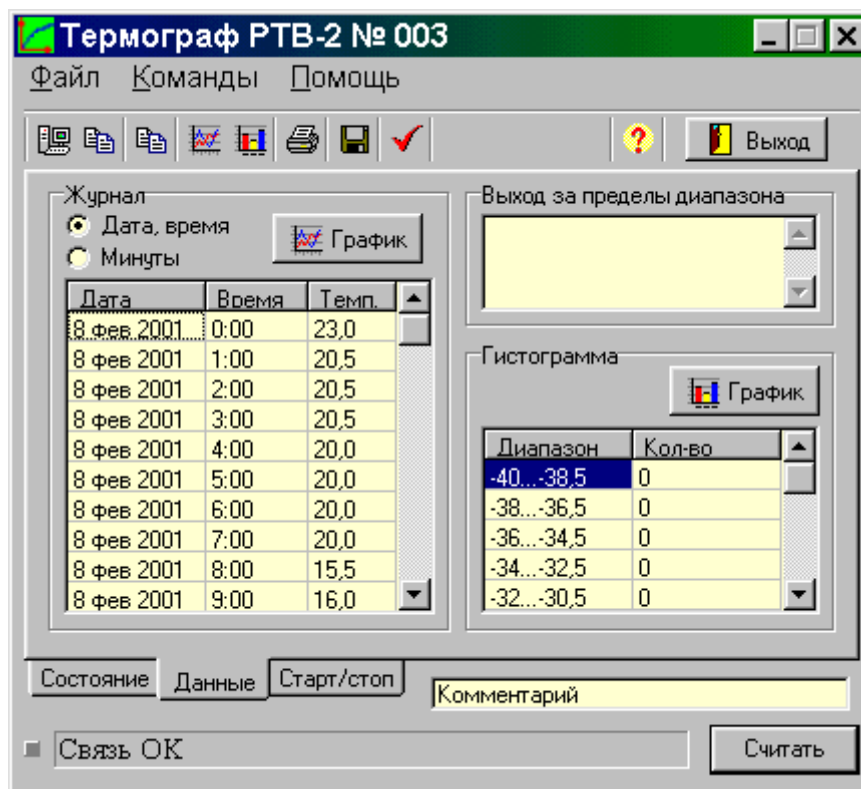 Термограф РТВ-2 № 003
Файл Команды Помощь
? Выход
Журнал
Дата, время
Минуты
График
Дата Время Темп.
8 фев 2001 0:00 23,0
8 фев 2001 1:00 20,5
8 фев 2001 2:00 20,5
8 фев 2001 3:00 20,5
8 фев 2001 4:00 20,0
8 фев 2001 5:00 20,0
8 фев 2001 6:00 20,0
8 фев 2001 7:00 20,0
8 фев 2001 8:00 15,5
8 фев 2001 9:00 16,0
Выход за пределы диапазона
Гистограмма
График
Диапазон Кол-во
-40...-38,5 0
-38...-36,5 0
-36...-34,5 0
-34...-32,5 0
-32...-30,5 0
Состояние Данные Старт/стоп
Комментарий
Связь OK
Считать